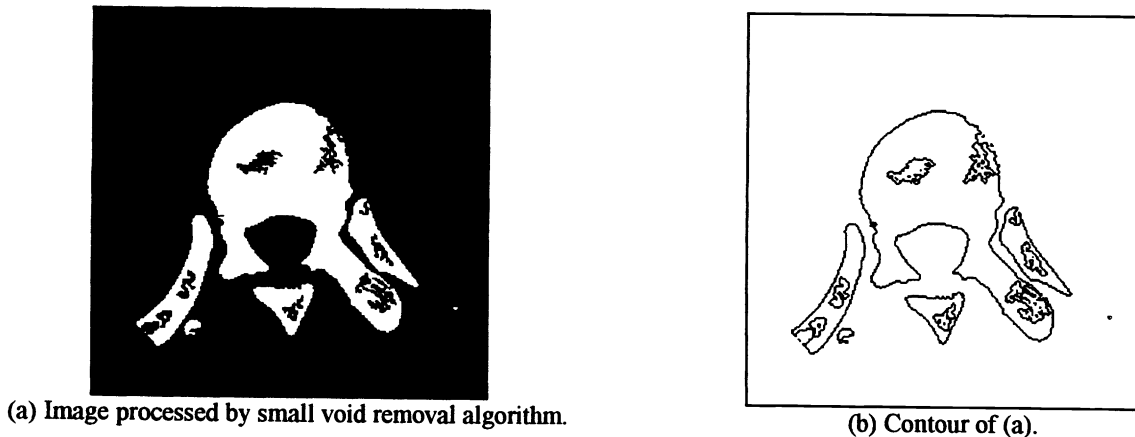 (a) Image processed by small void removal algorithm.
(b) Contour of (a).